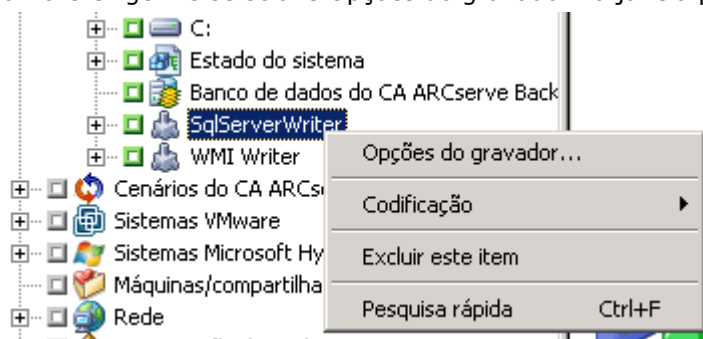 C:
Estado do sistema
Banco de dados do CA ARCserve Back
SqlServerWriter
WMI Writer
Opções do gravador...
Cenários do CA ARCs
Codificação
Sistemas VMware
Sistemas Microsoft Hy
Excluir este item
Máquinas/compartilha
Pesquisa rápida Ctrl+F
Rede